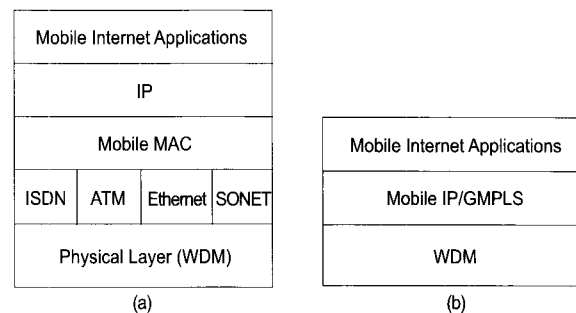 Mobile Internet Applications
IP
Mobile MAC
ISDN ATM Ethernet SONET
Physical Layer (WDM)
(a)
Mobile Internet Applications
Mobile IP/GMPLS
WDM
(b)